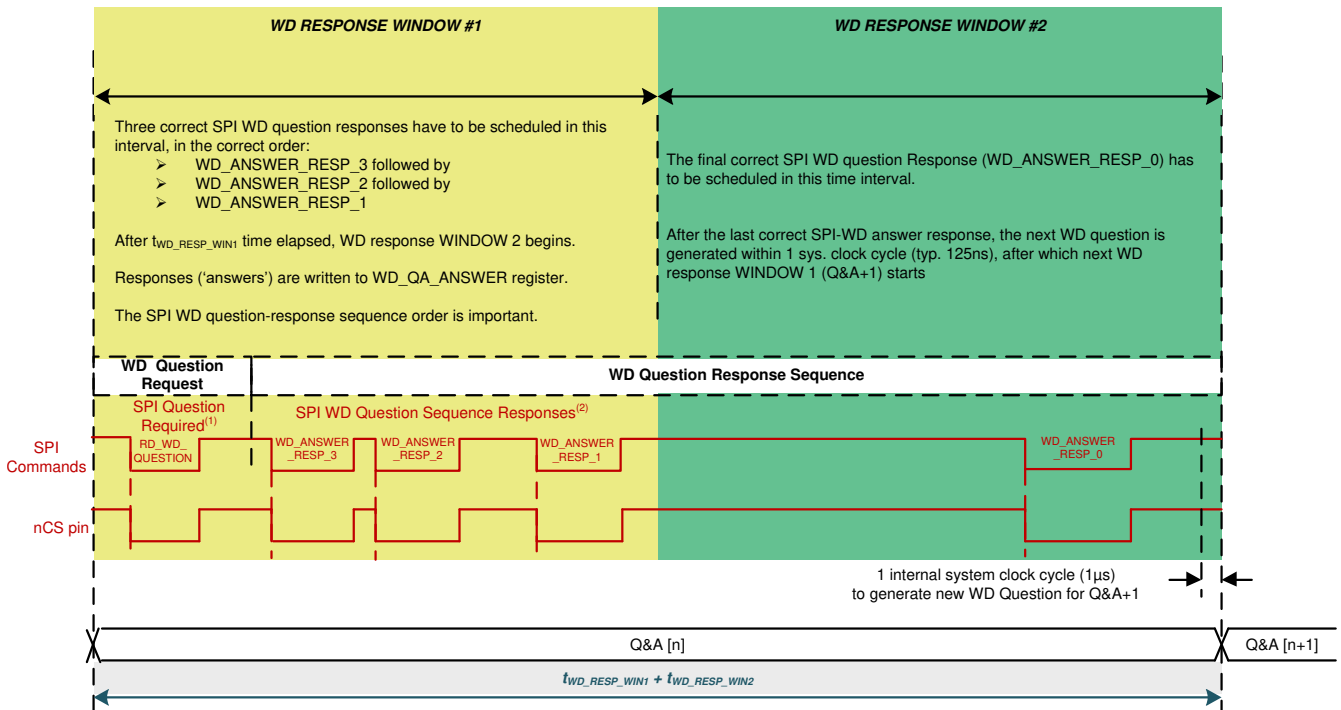 WD RESPONSE WINDOW #1
WD RESPONSE WINDOW #2
Three correct SPI WD question responses have to be scheduled in this
interval, in the correct order:
➢ WD_ANSWER_RESP_3 followed by
➢ WD_ANSWER_RESP_2 followed by
➢ WD_ANSWER_RESP_1
After tWD_RESP_WIN1 time elapsed, WD response WINDOW 2 begins.
Responses (‘answers’) are written to WD_QA_ANSWER register.
The SPI WD question-response sequence order is important.
The final correct SPI WD question Response (WD_ANSWER_RESP_0) has
to be scheduled in this time interval.
After the last correct SPI-WD answer response, the next WD question is
generated within 1 sys. clock cycle (typ. 125ns), after which next WD
response WINDOW 1 (Q&A+1) starts
WD Question
Request
WD Question Response Sequence
SPI Question
Required(1)
SPI WD Question Sequence Responses(2)
SPI
Commands
RD_WD_
QUESTION
WD_ANSWER
_RESP_3
WD_ANSWER
_RESP_2
WD_ANSWER
_RESP_1
WD_ANSWER
_RESP_0
nCS pin
1 internal system clock cycle (1µs)
to generate new WD Question for Q&A+1
Q&A [n]
Q&A [n+1]
tWD_RESP_WIN1 + tWD_RESP_WIN2